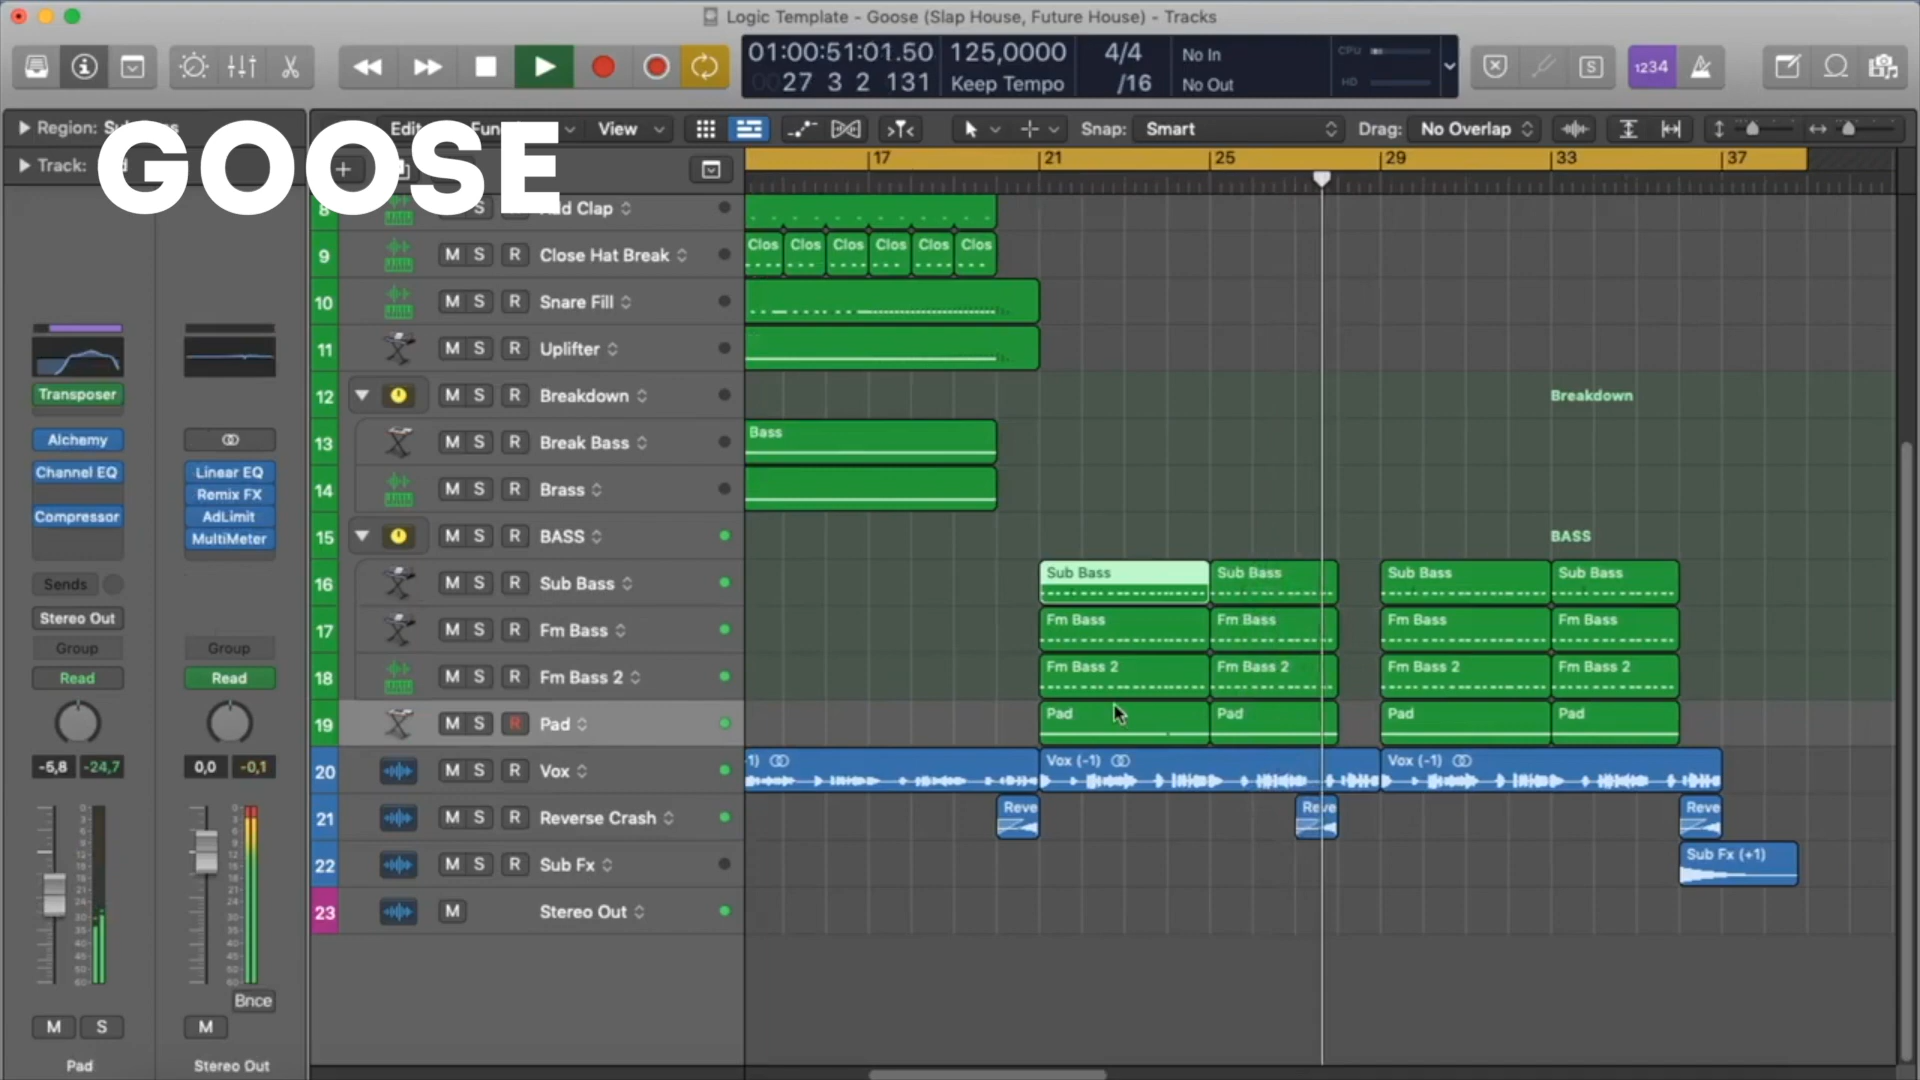 Logic Template - Goose (Slap House, Future House) - Tracks
01:00:51:01.50
27 3 2 131
125,0000
Keep Tempo
4/4
/16
No In
No Out
CPU
HD
S
1234
Region:
Track:
GOOSE
Edit
View
Snap: Smart
Drag: No Overlap
17 21 25 29 33 37
8 S Clap
9 M S R Close Hat Break
Clos Clos Clos Clos Clos Clos
10 M S R Snare Fill
11 M S R Uplifter
12 M S R Breakdown
Breakdown
13 M S R Break Bass
Bass
14 M S R Brass
15 M S R BASS
BASS
16 M S R Sub Bass
Sub Bass Sub Bass Sub Bass Sub Bass
17 M S R Fm Bass
Fm Bass Fm Bass Fm Bass Fm Bass
18 M S R Fm Bass 2
Fm Bass 2 Fm Bass 2 Fm Bass 2 Fm Bass 2
19 M S R Pad
Pad Pad Pad Pad
20 M S R Vox
1) Vox (-1) Vox (-1)
21 M S R Reverse Crash
Reve Reve Reve
22 M S R Sub Fx
Sub Fx (+1)
23 M Stereo Out
Transposer
Alchemy
Channel EQ
Compressor
Sends
Stereo Out
Group
Read
-5,8 -24,7
M S
Pad
Linear EQ
Remix FX
AdLimit
MultiMeter
Group
Read
0,0 -0,1
Bnce
M
Stereo Out